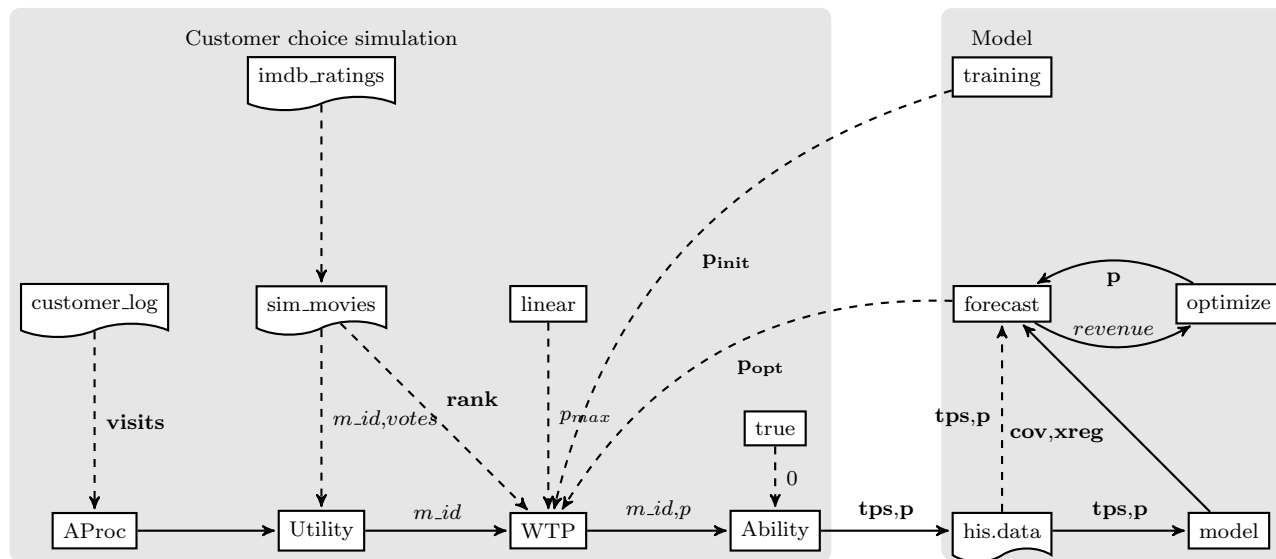 Customer choice simulation
Model
imdb_ratings
training
p_init
customer_log
sim_movies
linear
forecast
p
optimize
revenue
p_opt
visits
m_id,votes
rank
p_max
true
tps,p
cov,xreg
0
AProc
Utility
m_id
WTP
m_id,p
Ability
tps,p
his.data
tps,p
model